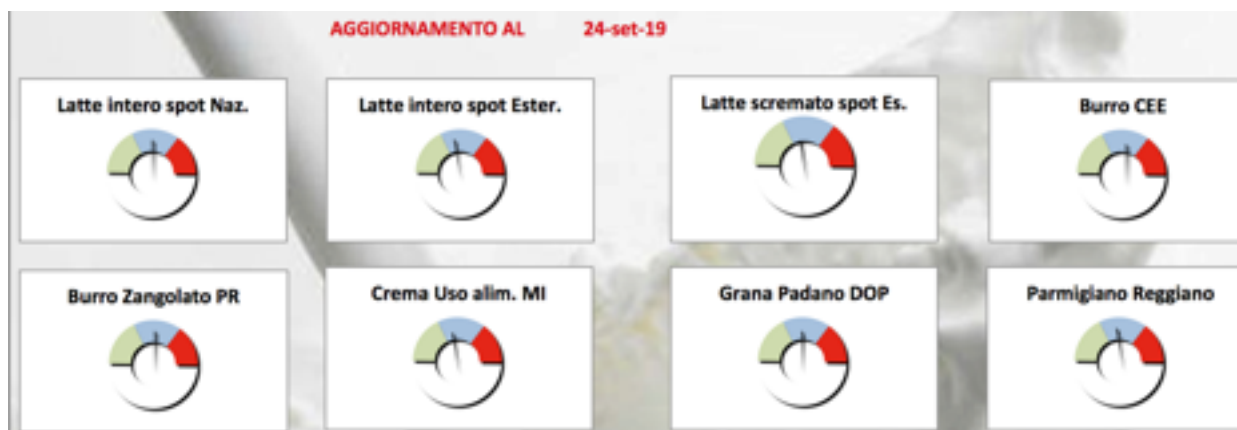 AGGIORNAMENTO AL 24-set-19
Latte intero spot Naz.
Latte intero spot Ester.
Latte scremato spot Es.
Burro CEE
Burro Zangolato PR
Crema Uso alim. MI
Grana Padano DOP
Parmigiano Reggiano